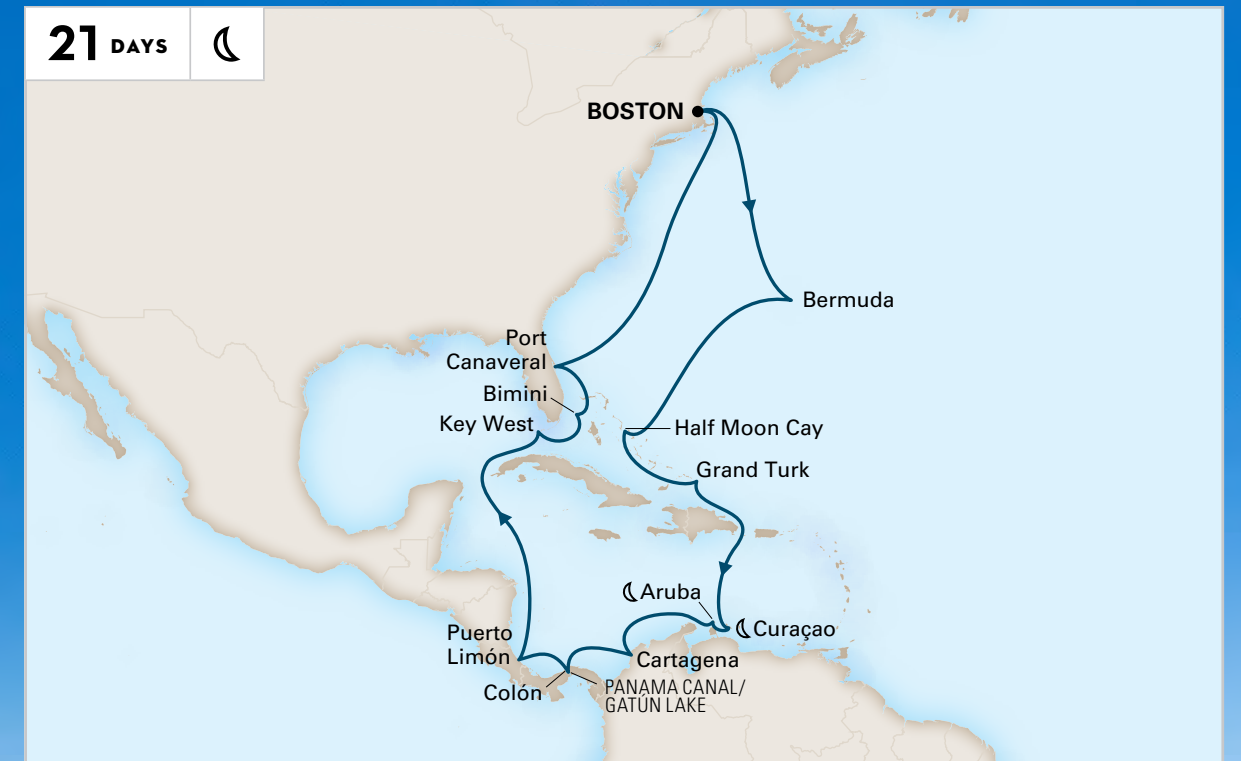 21 DAYS
BOSTON
Bermuda
Port
Canaveral
Bimini
Key West
Half Moon Cay
Grand Turk
Aruba
Curaçao
Puerto
Limón
Cartagena
Colón
PANAMA CANAL/
GATÚN LAKE